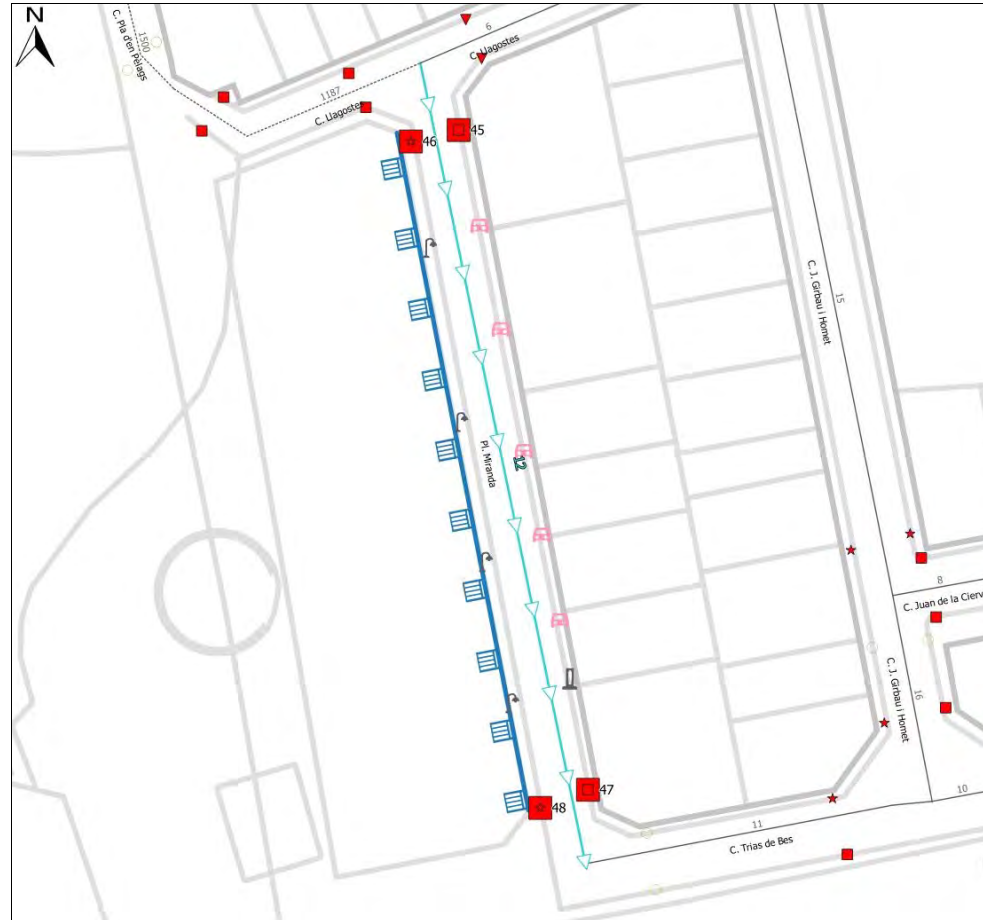 N
C. Pla d'en Pèlags
1500
6
C. Llagostes
1187
C. Llagostes
46
45
C. J. Girbau i Homet
15
Pl. Miranda
12
8
C. Juan de la Cierv
C. J. Girbau i Homet
16
47
48
10
11
C. Trias de Bes